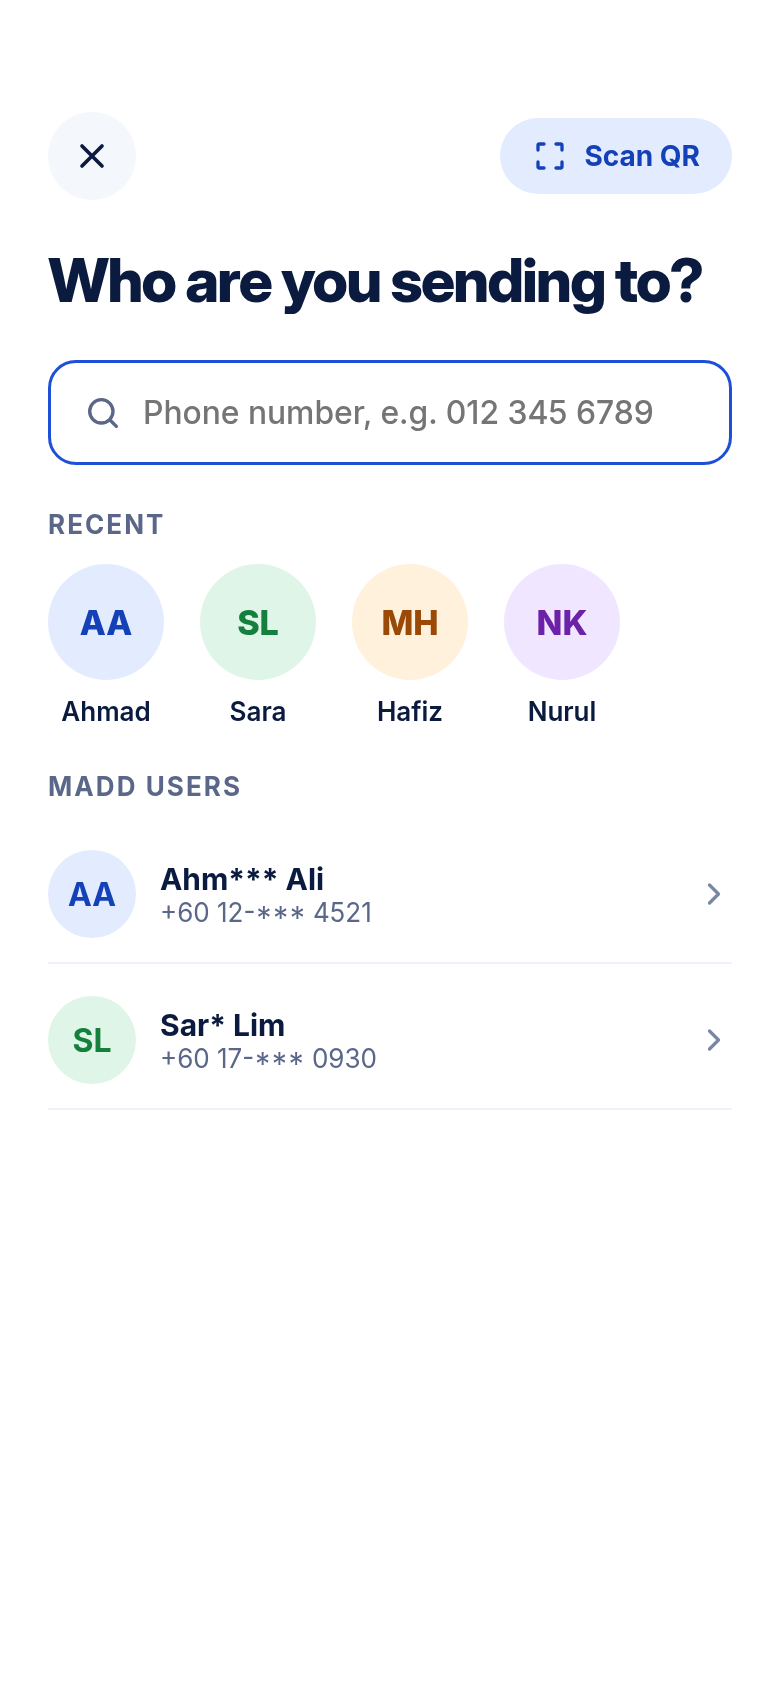 Scan QR
Who are you sending to?
Phone number, e.g. 012 345 6789
RECENT
AA SL MH NK
Ahmad Sara Hafiz Nurul
MADD USERS
AA
Ahm*** Ali
+60 12-*** 4521
SL
Sar* Lim
+60 17-*** 0930